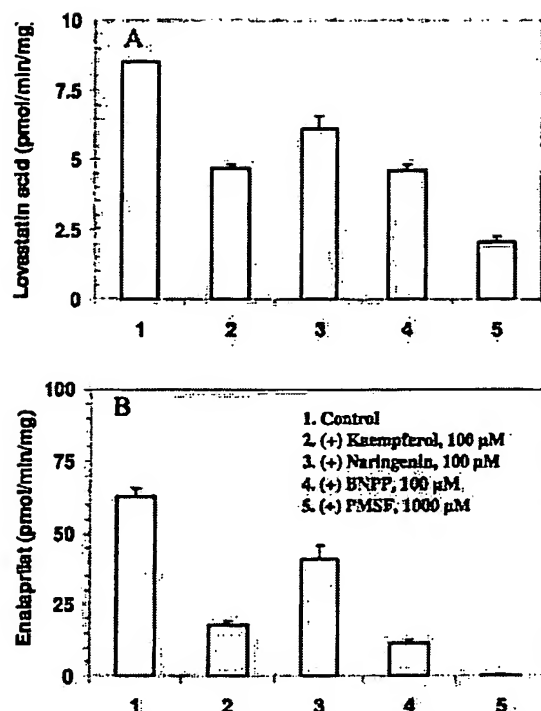 A
10
7.5
5
2.5
0
Lovastatin acid (pmol/min/mg)
1 2 3 4 5
B
100
75
50
25
0
Enalaprilat (pmol/min/mg)
1. Control
2. (+) Kaempferol, 100 µM
3. (+) Naringenin, 100 µM
4. (+) BNPP, 100 µM
5. (+) PMSF, 1000 µM
1 2 3 4 5